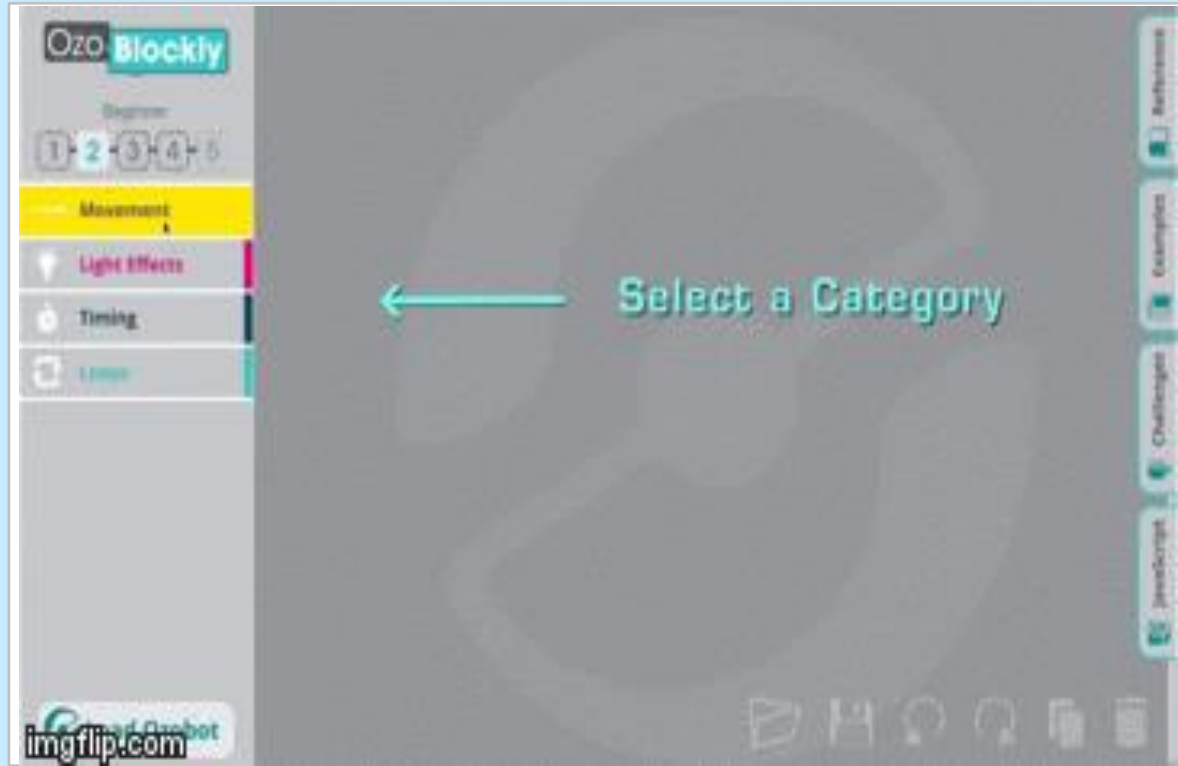 Ozo Blockly
Beginner
1 2 3 4 5
Movement
Light Effects
Timing
Loops
Select a Category
Reference
Examples
Challenges
JavaScript
imgflip.com